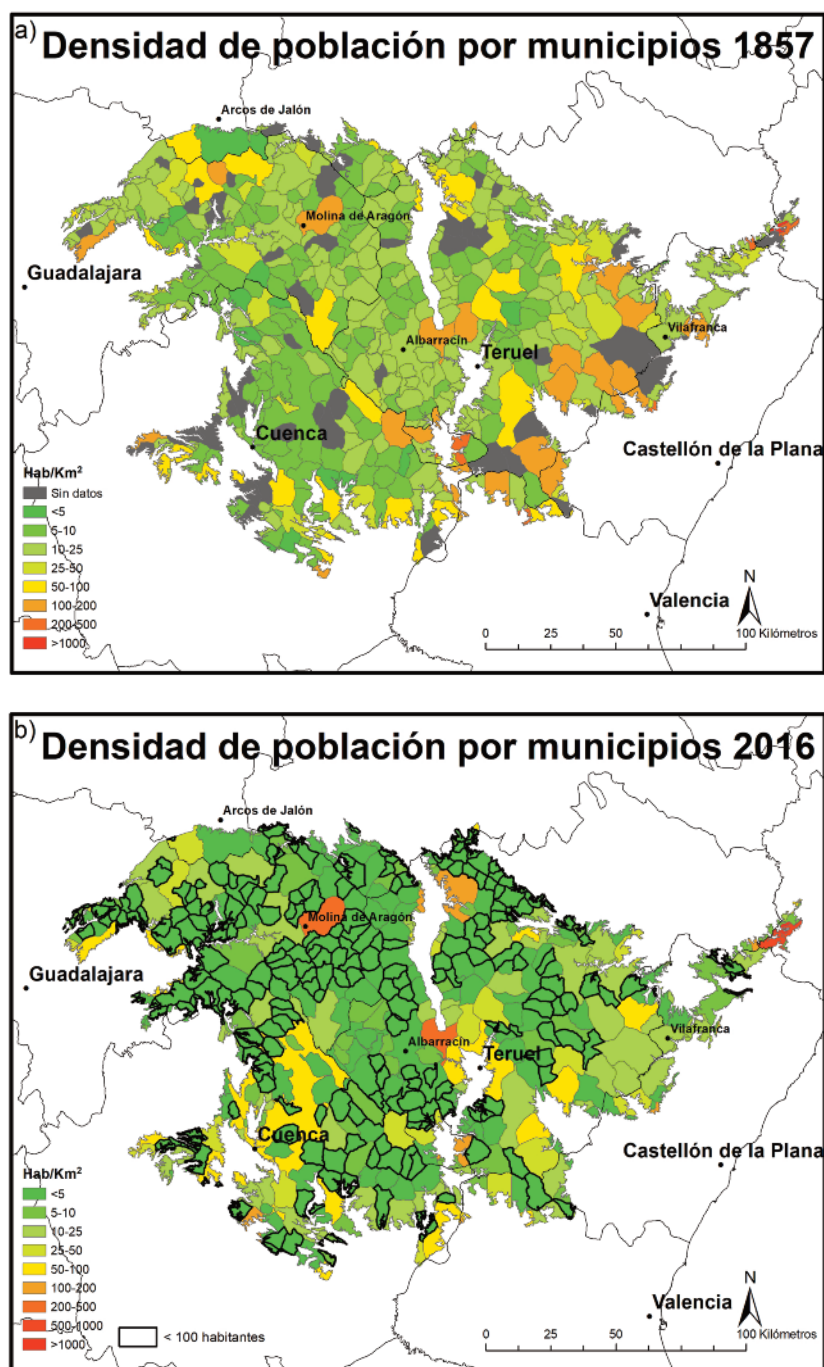 a)
Densidad de población por municipios 1857
Arcos de Jalón
Molina de Aragón
Guadalajara
Vilafranca
Albarracín
Teruel
Cuenca
Castellón de la Plana
Hab/Km²
Sin datos
<5
5-10
10-25
25-50
50-100
100-200
200-500
>1000
Valencia
N
0 25 50 100 Kilómetros
b)
Densidad de población por municipios 2016
Arcos de Jalón
Molina de Aragón
Guadalajara
Vilafranca
Albarracín
Teruel
Cuenca
Castellón de la Plana
Hab/Km²
<5
5-10
10-25
25-50
50-100
100-200
200-500
500-1000
>1000
< 100 habitantes
Valencia
N
0 25 50 100 Kilómetros